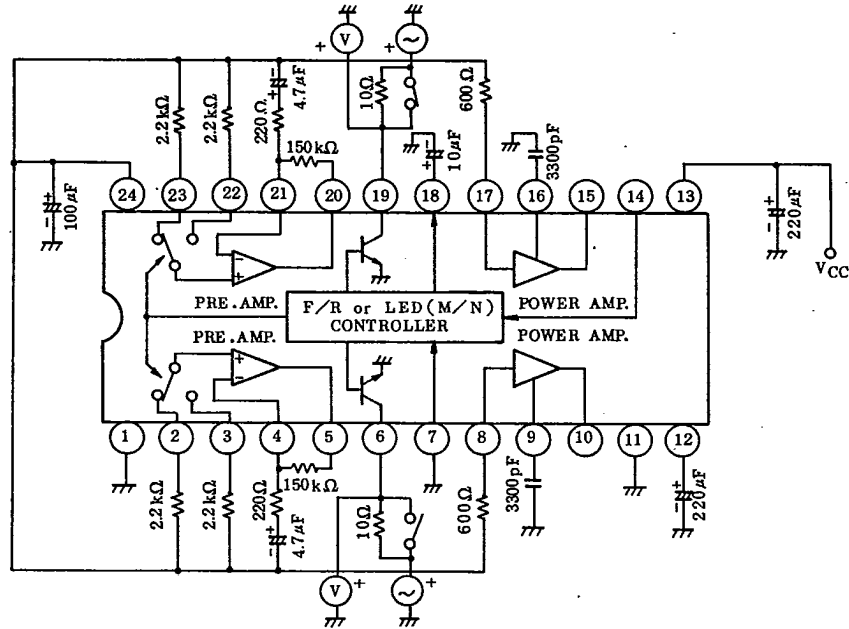 V
+
~
+
2.2kΩ
2.2kΩ
220Ω
4.7μF
- +
150kΩ
10Ω
600Ω
10μF
- +
3300pF
100μF
- +
220μF
- +
VCC
24
23
22
21
20
19
18
17
16
15
14
13
-
+
PRE.AMP.
F/R or LED(M/N)
CONTROLLER
POWER AMP.
PRE.AMP.
POWER AMP.
+
-
1
2
3
4
5
6
7
8
9
10
11
12
2.2kΩ
2.2kΩ
220Ω
- +
4.7μF
150kΩ
10Ω
600Ω
3300pF
- +
220μF
V
+
~
+